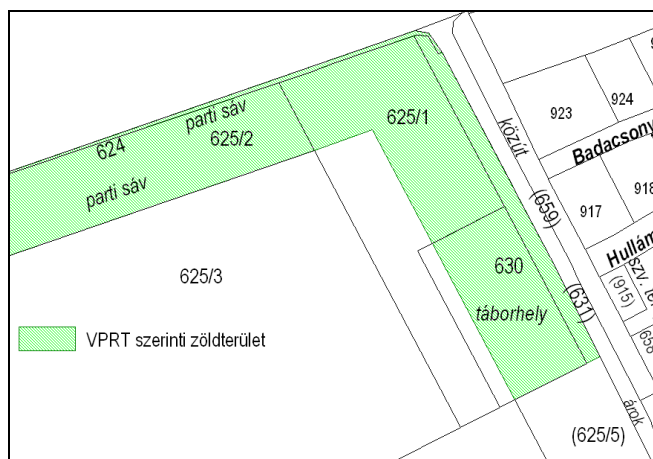 parti sáv
624
625/2
625/1
parti sáv
közút
923
924
Badacsony
(659)
917
918
Hullám
625/3
630
táborhely
(631)
(915)
658
VPRT szerinti zöldterület
árok
(625/5)